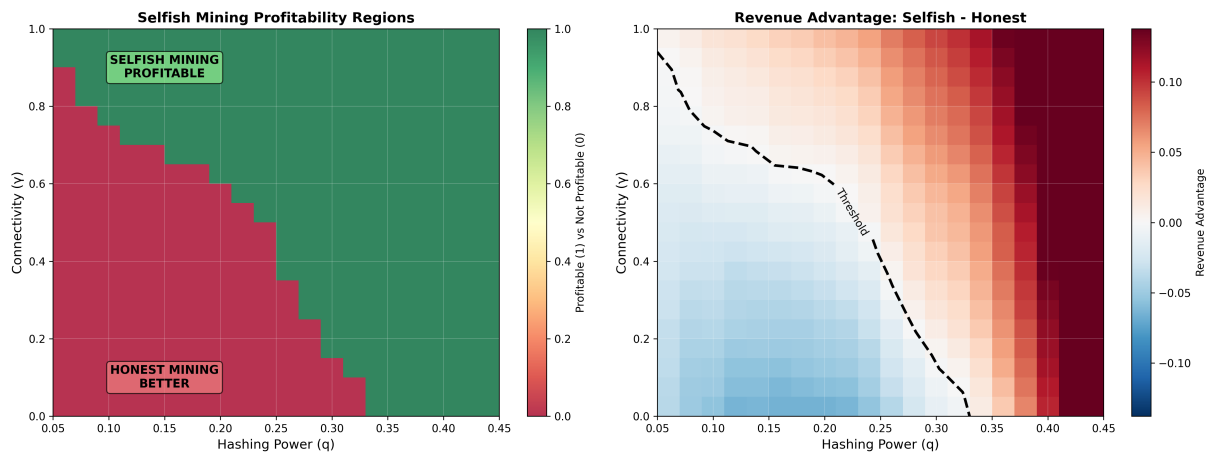 Selfish Mining Profitability Regions
Connectivity (γ)
1.0
0.8
0.6
0.4
0.2
0.0
SELFISH MINING
PROFITABLE
HONEST MINING
BETTER
0.05 0.10 0.15 0.20 0.25 0.30 0.35 0.40 0.45
Hashing Power (q)
1.0
0.8
0.6
0.4
0.2
0.0
Profitable (1) vs Not Profitable (0)
Revenue Advantage: Selfish - Honest
Connectivity (γ)
1.0
0.8
0.6
0.4
0.2
0.0
Threshold
0.05 0.10 0.15 0.20 0.25 0.30 0.35 0.40 0.45
Hashing Power (q)
0.10
0.05
0.00
−0.05
−0.10
Revenue Advantage